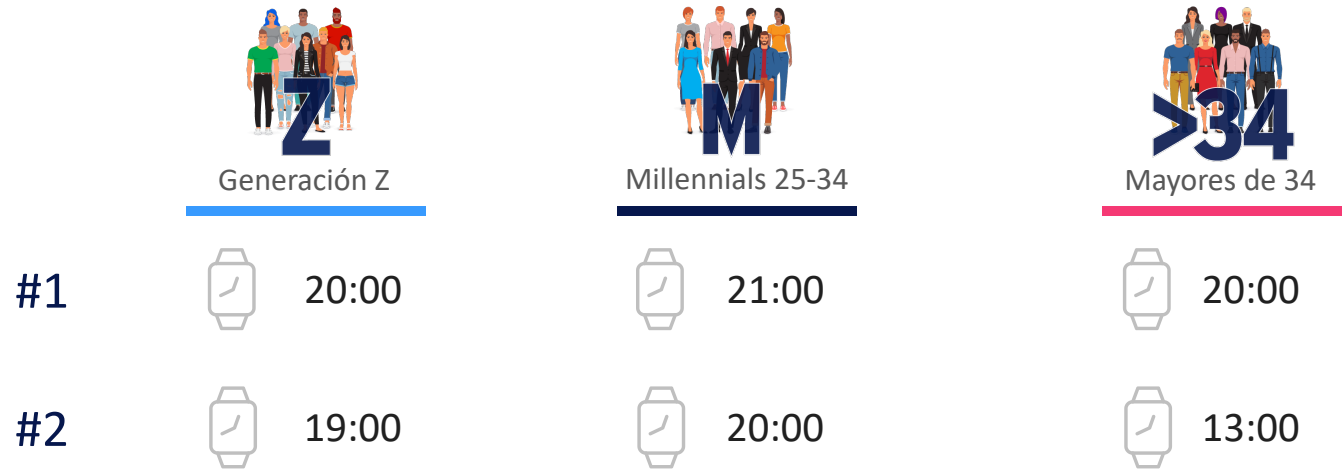 Z M >34
Generación Z Millennials 25-34 Mayores de 34
#1 20:00 21:00 20:00
#2 19:00 20:00 13:00